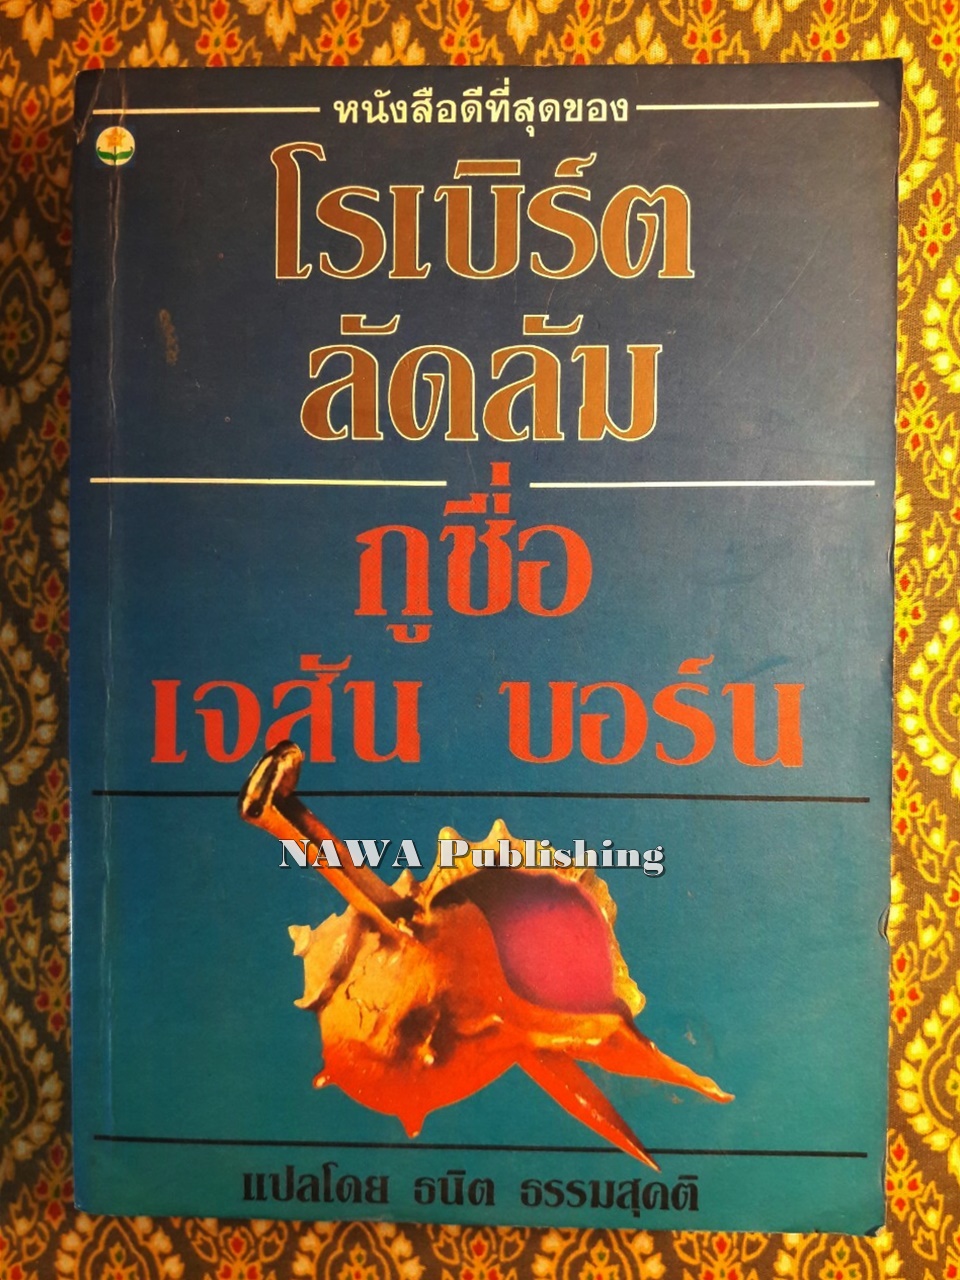 หนังสือดีที่สุดของ
โรเบิร์ต
ลัดลัม
กูชื่อ
เจสัน บอร์น
NAWA Publishing
แปลโดย ธนิต ธรรมสุคติ